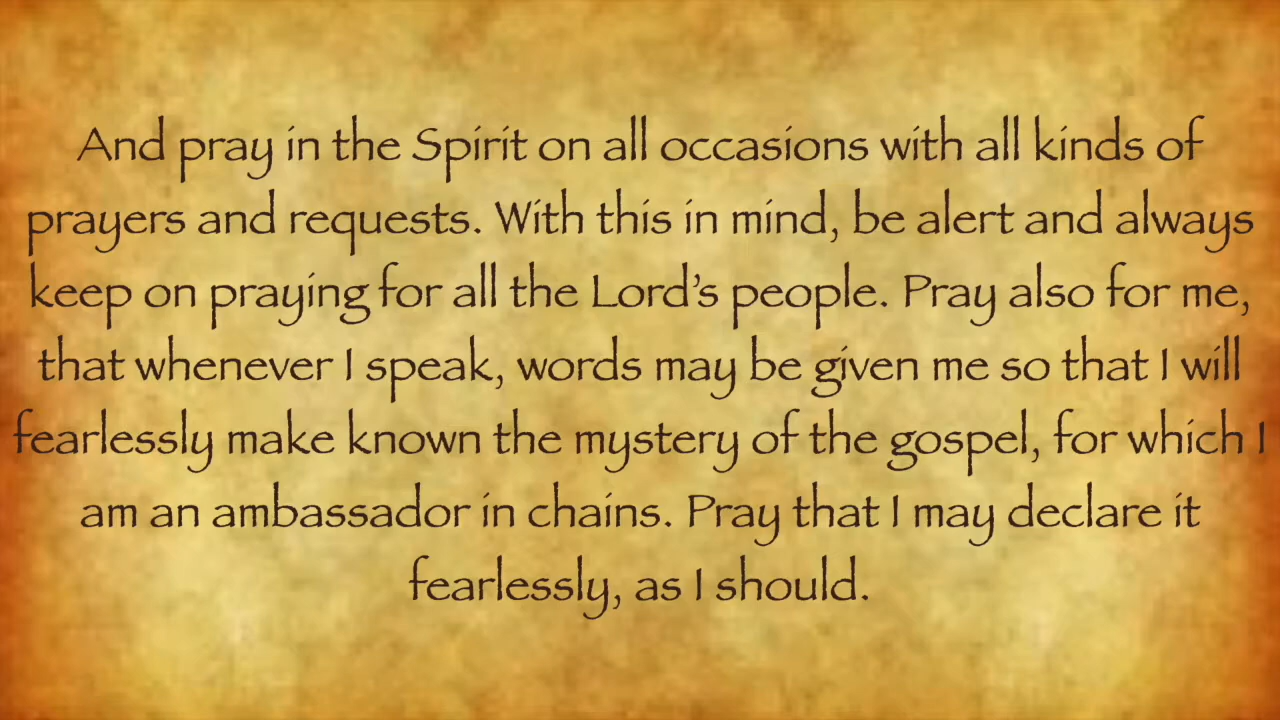 And pray in the Spirit on all occasions with all kinds of
prayers and requests. With this in mind, be alert and always
keep on praying for all the Lord’s people. Pray also for me,
that whenever I speak, words may be given me so that I will
fearlessly make known the mystery of the gospel, for which I
am an ambassador in chains. Pray that I may declare it
fearlessly, as I should.